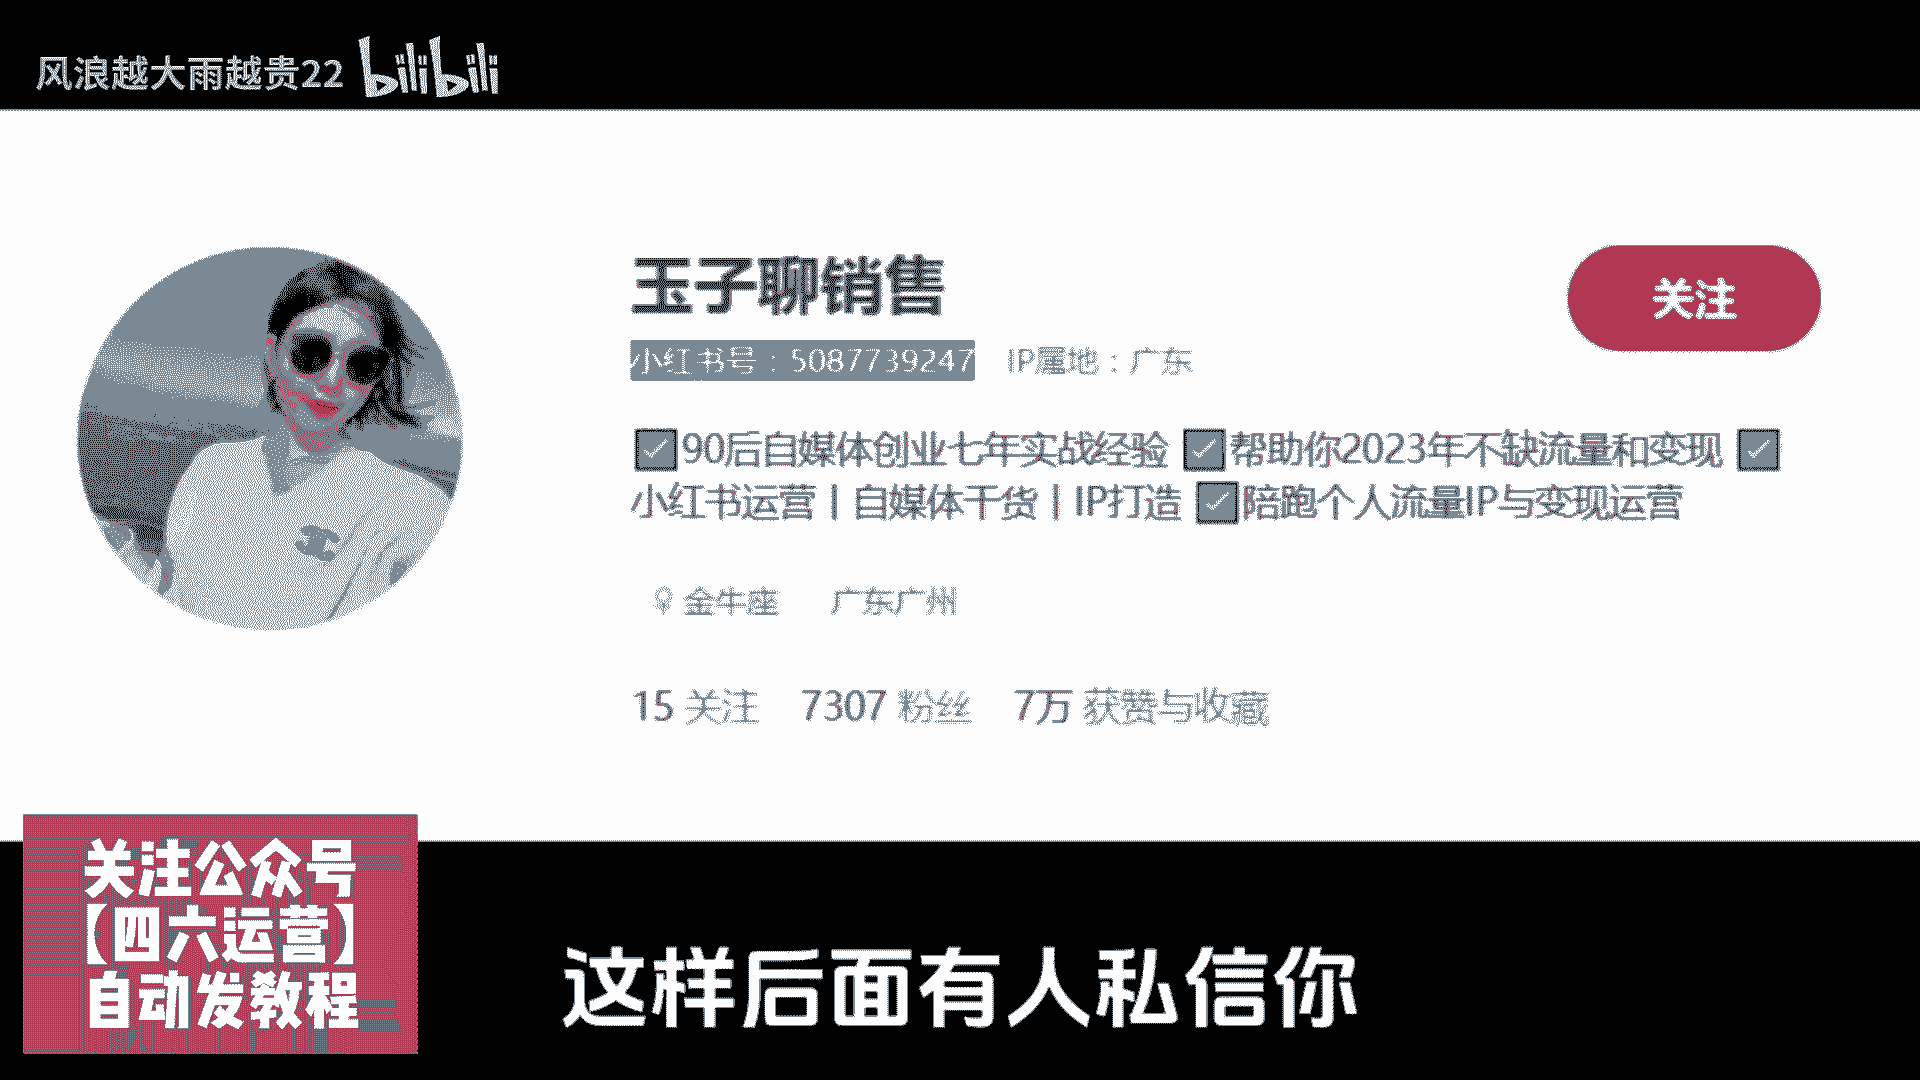 风浪越大雨越贵22 bilibili
玉子聊销售
关注
小红书号：5087739247 IP属地：广东
☑90后自媒体创业七年实战经验 ☑帮助你2023年不缺流量和变现 ☑
小红书运营丨自媒体干货丨IP打造 ☑陪跑个人流量IP与变现运营
♀ 金牛座 广东广州
15 关注 7307 粉丝 7万 获赞与收藏
关注公众号
【四六运营】
自动发教程
这样后面有人私信你